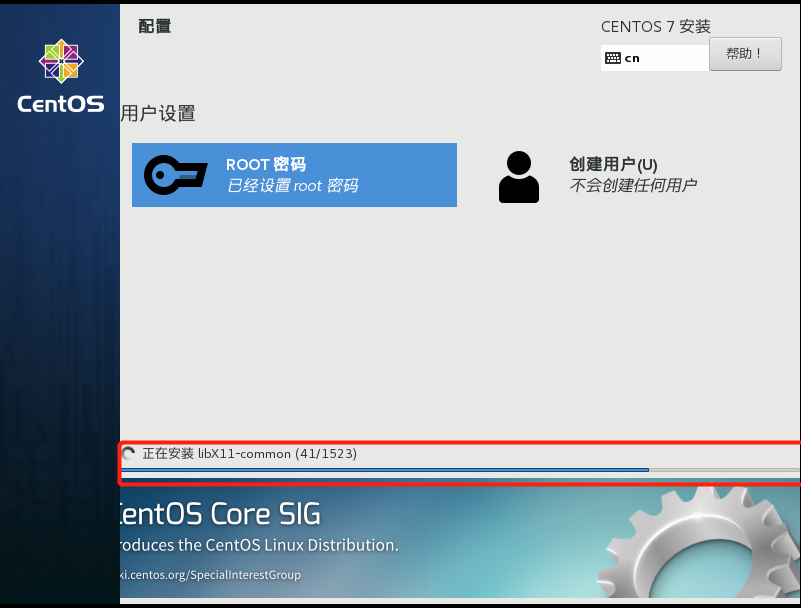 配置
CENTOS 7 安装
cn
帮助！
CentOS
用户设置
ROOT 密码
已经设置 root 密码
创建用户(U)
不会创建任何用户
正在安装 libX11-common (41/1523)
CentOS Core SIG
roduces the CentOS Linux Distribution.
ki.centos.org/SpecialInterestGroup